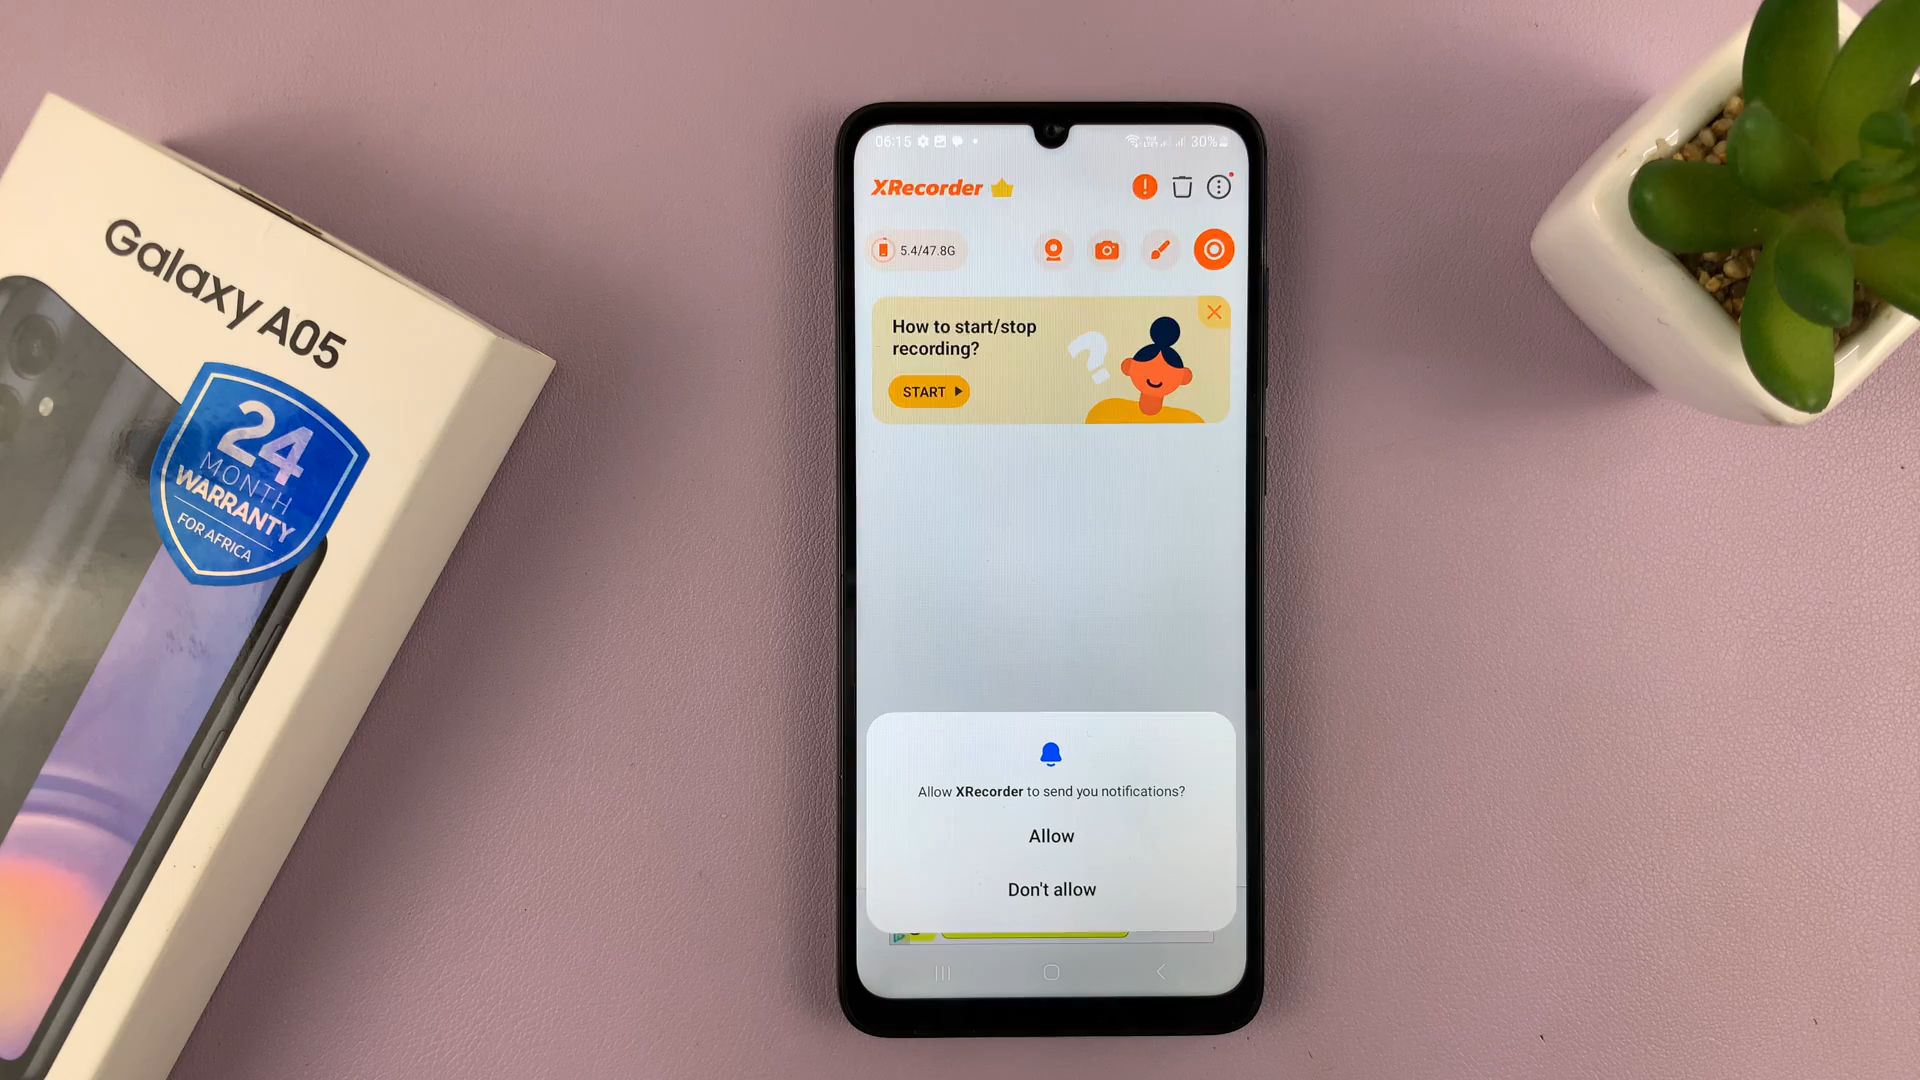 Galaxy A05
24
MONTH
WARRANTY
FOR AFRICA
06:15
30%
XRecorder
5.4/47.8G
How to start/stop
recording?
START
Allow XRecorder to send you notifications?
Allow
Don't allow